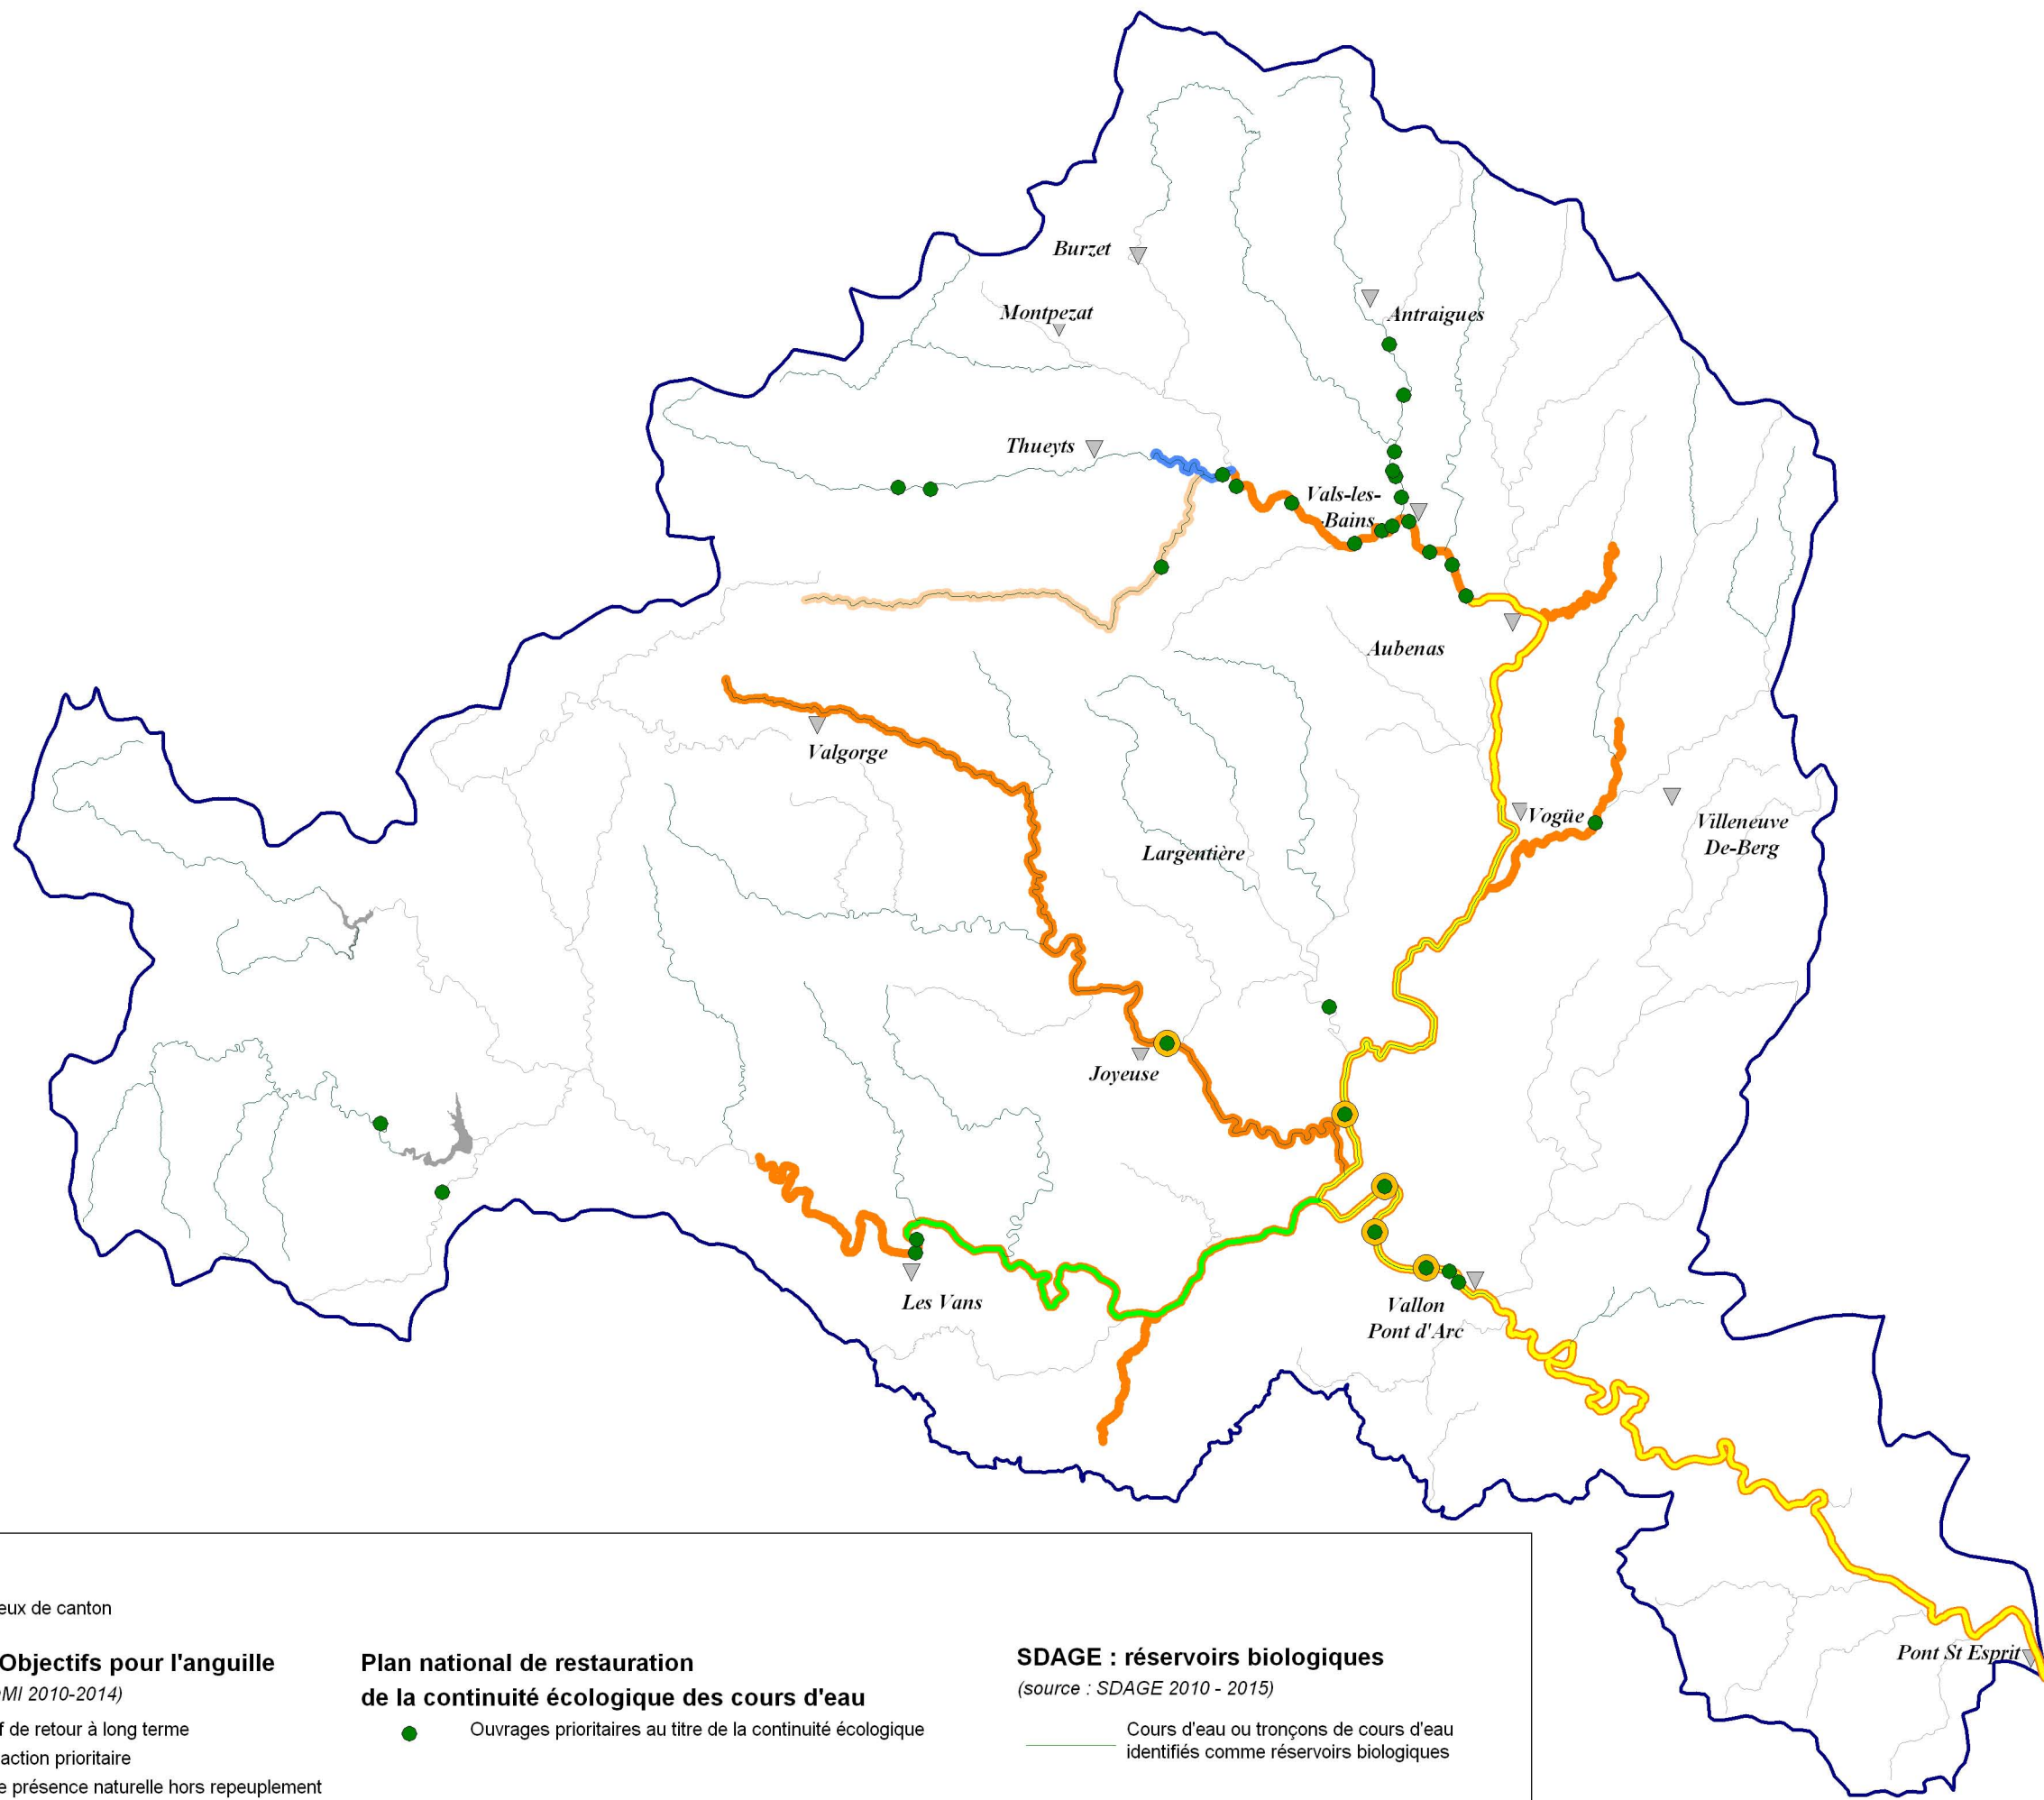 Burzet
Montpezat
Antraigues
Thueyts
Vals-les-
-Bains
Aubenas
Valgorge
Vogüe
Villeneuve
De-Berg
Largentière
Joyeuse
Les Vans
Vallon
Pont d'Arc
Pont St Esprit
eux de canton
Objectifs pour l'anguille
OMI 2010-2014)
f de retour à long terme
action prioritaire
e présence naturelle hors repeuplement
Plan national de restauration
de la continuité écologique des cours d'eau
Ouvrages prioritaires au titre de la continuité écologique
SDAGE : réservoirs biologiques
(source : SDAGE 2010 - 2015)
Cours d'eau ou tronçons de cours d'eau
identifiés comme réservoirs biologiques